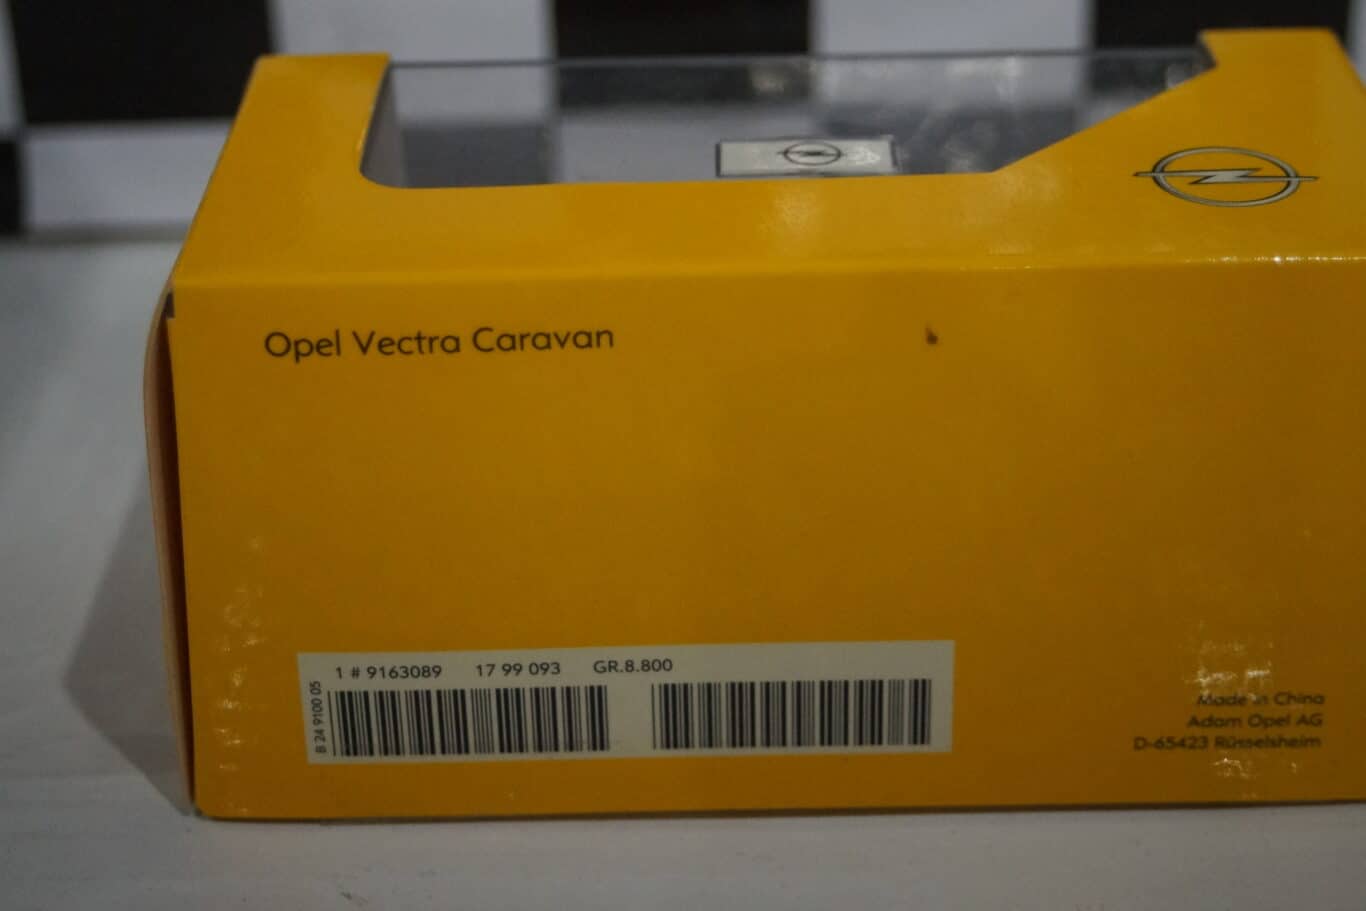 Opel Vectra Caravan
1 # 9163089 17 99 093 GR.8.800
B 24 9100 05
Made in China
Adam Opel AG
D-65423 Rüsselsheim